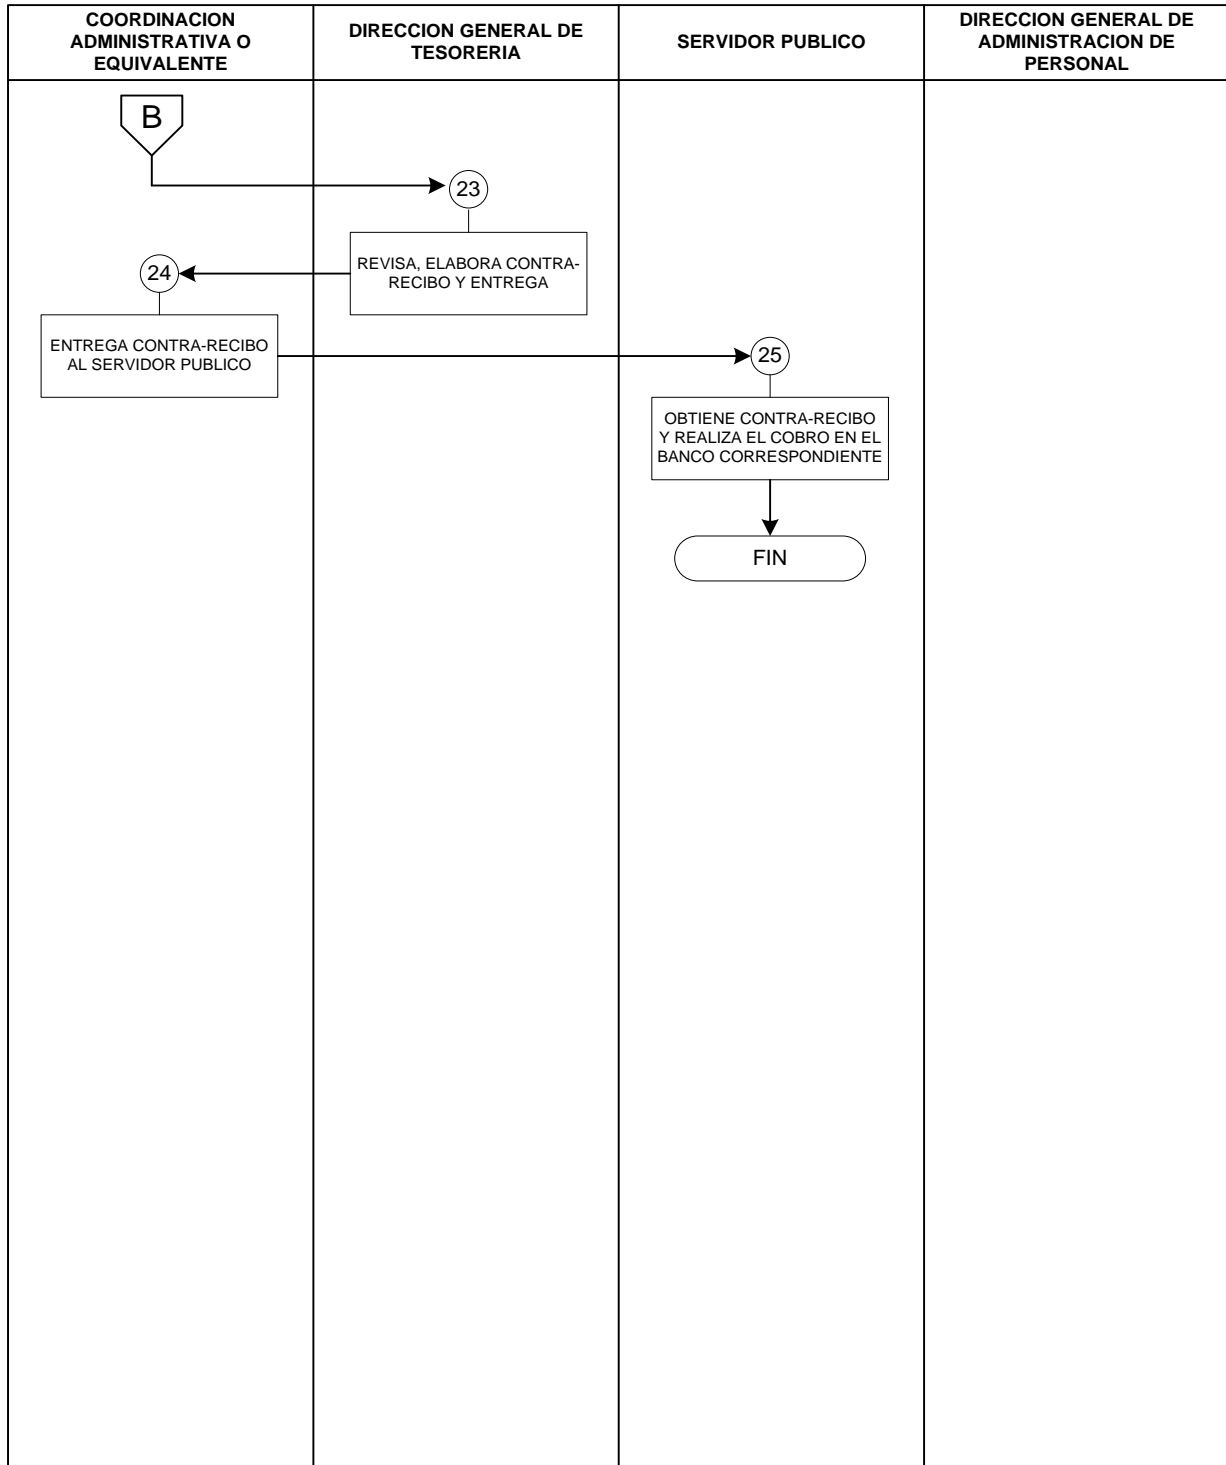 COORDINACION
ADMINISTRATIVA O
EQUIVALENTE
DIRECCION GENERAL DE
TESORERIA
SERVIDOR PUBLICO
DIRECCION GENERAL DE
ADMINISTRACION DE
PERSONAL
B
23
REVISA, ELABORA CONTRA-
RECIBO Y ENTREGA
24
ENTREGA CONTRA-RECIBO
AL SERVIDOR PUBLICO
25
OBTIENE CONTRA-RECIBO
Y REALIZA EL COBRO EN EL
BANCO CORRESPONDIENTE
FIN